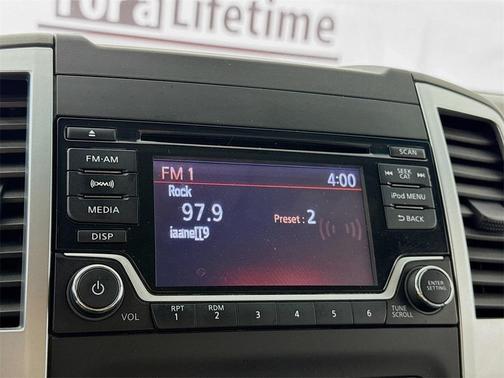 For a Lifetime
SCAN
FM·AM
XM
MEDIA
DISP
FM 1
4:00
Rock
97.9
Preset : 2
SEEK
CAT
iPod MENU
BACK
ENTER
SETTING
VOL
RPT
1
RDM
2
3
4
5
6
TUNE
SCROLL